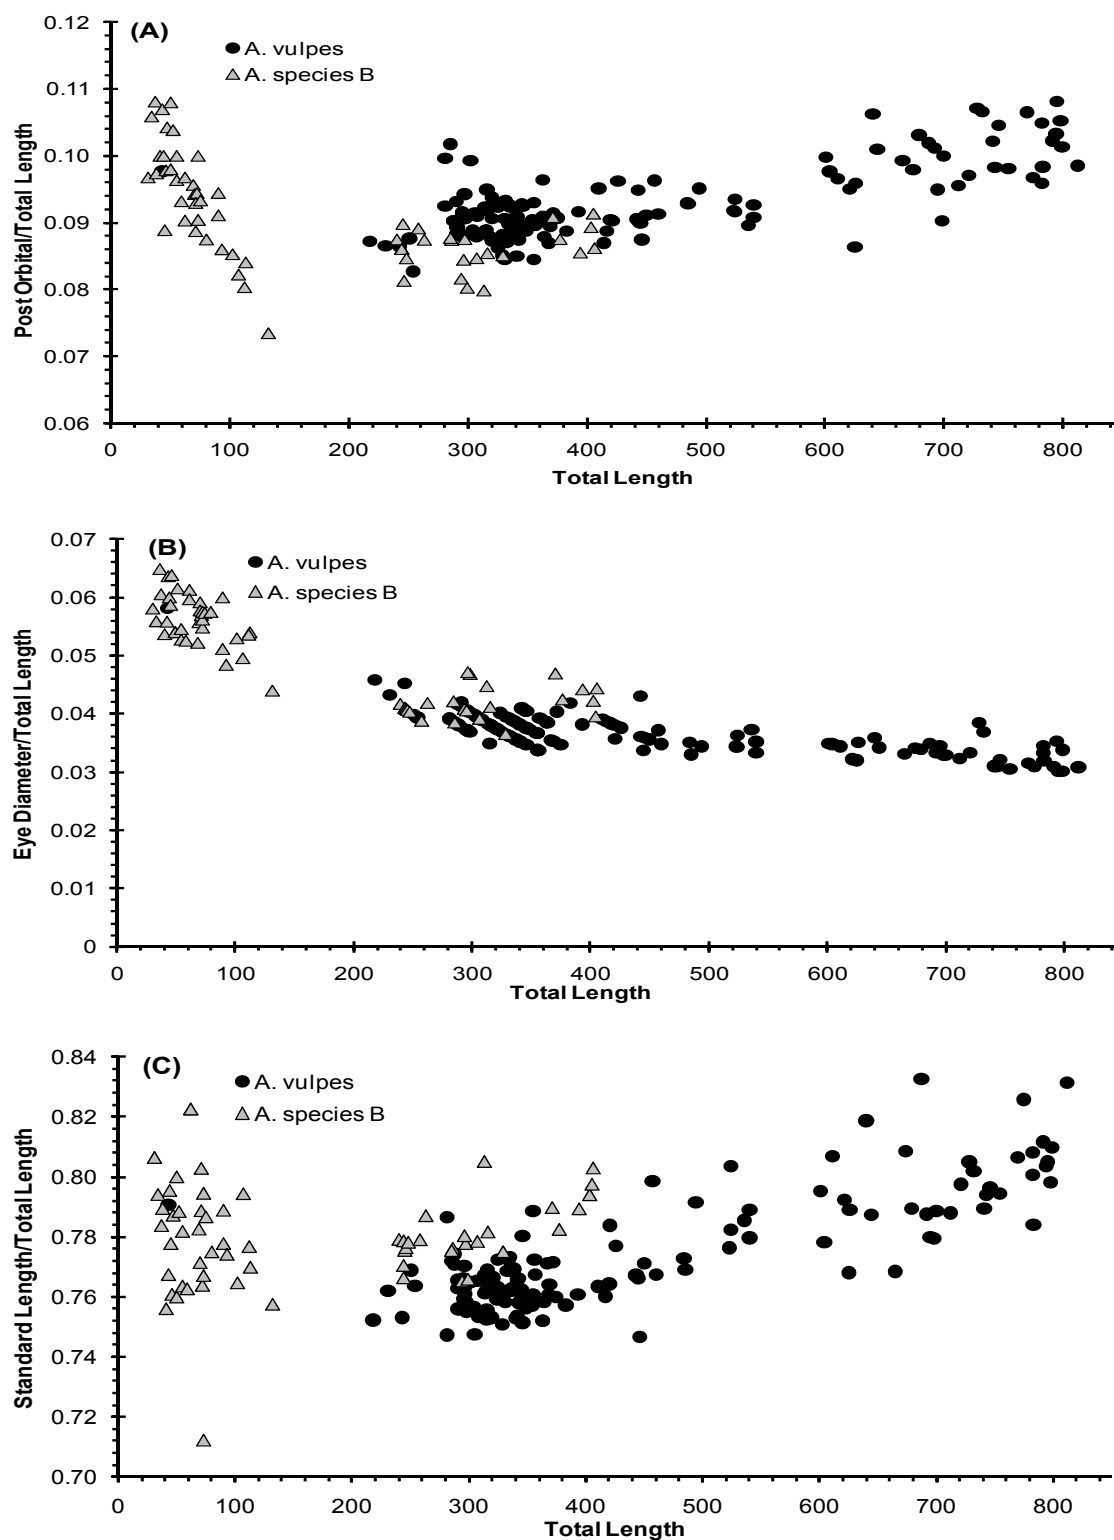 (A)
A. vulpes
A. species B
Post Orbital/Total Length
0.12
0.11
0.10
0.09
0.08
0.07
0.06
0 100 200 300 400 500 600 700 800
Total Length
(B)
A. vulpes
A. species B
Eye Diameter/Total Length
0.07
0.06
0.05
0.04
0.03
0.02
0.01
0
0 100 200 300 400 500 600 700 800
Total Length
(C)
A. vulpes
A. species B
Standard Length/Total Length
0.84
0.82
0.80
0.78
0.76
0.74
0.72
0.70
0 100 200 300 400 500 600 700 800
Total Length